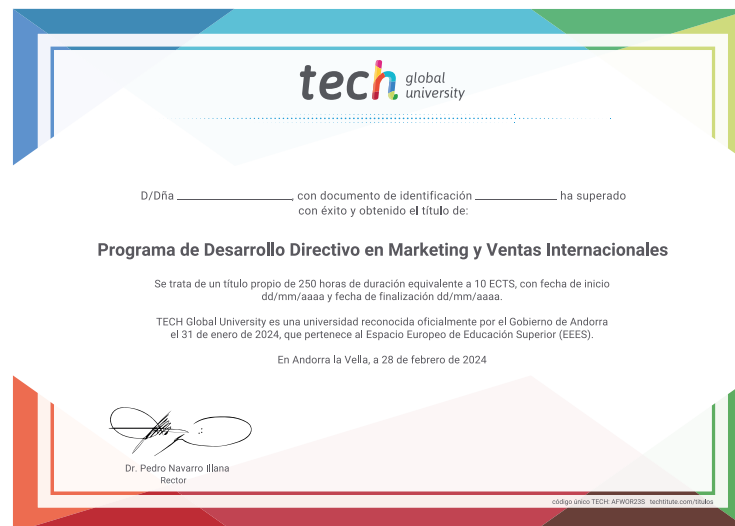 tech global
university
D/Dña ____________________, con documento de identificación ______________ ha superado
con éxito y obtenido el título de:
Programa de Desarrollo Directivo en Marketing y Ventas Internacionales
Se trata de un título propio de 250 horas de duración equivalente a 10 ECTS, con fecha de inicio
dd/mm/aaaa y fecha de finalización dd/mm/aaaa.
TECH Global University es una universidad reconocida oficialmente por el Gobierno de Andorra
el 31 de enero de 2024, que pertenece al Espacio Europeo de Educación Superior (EEES).
En Andorra la Vella, a 28 de febrero de 2024
Dr. Pedro Navarro Illana
Rector
código único TECH: AFWOR23S techtitute.com/titulos